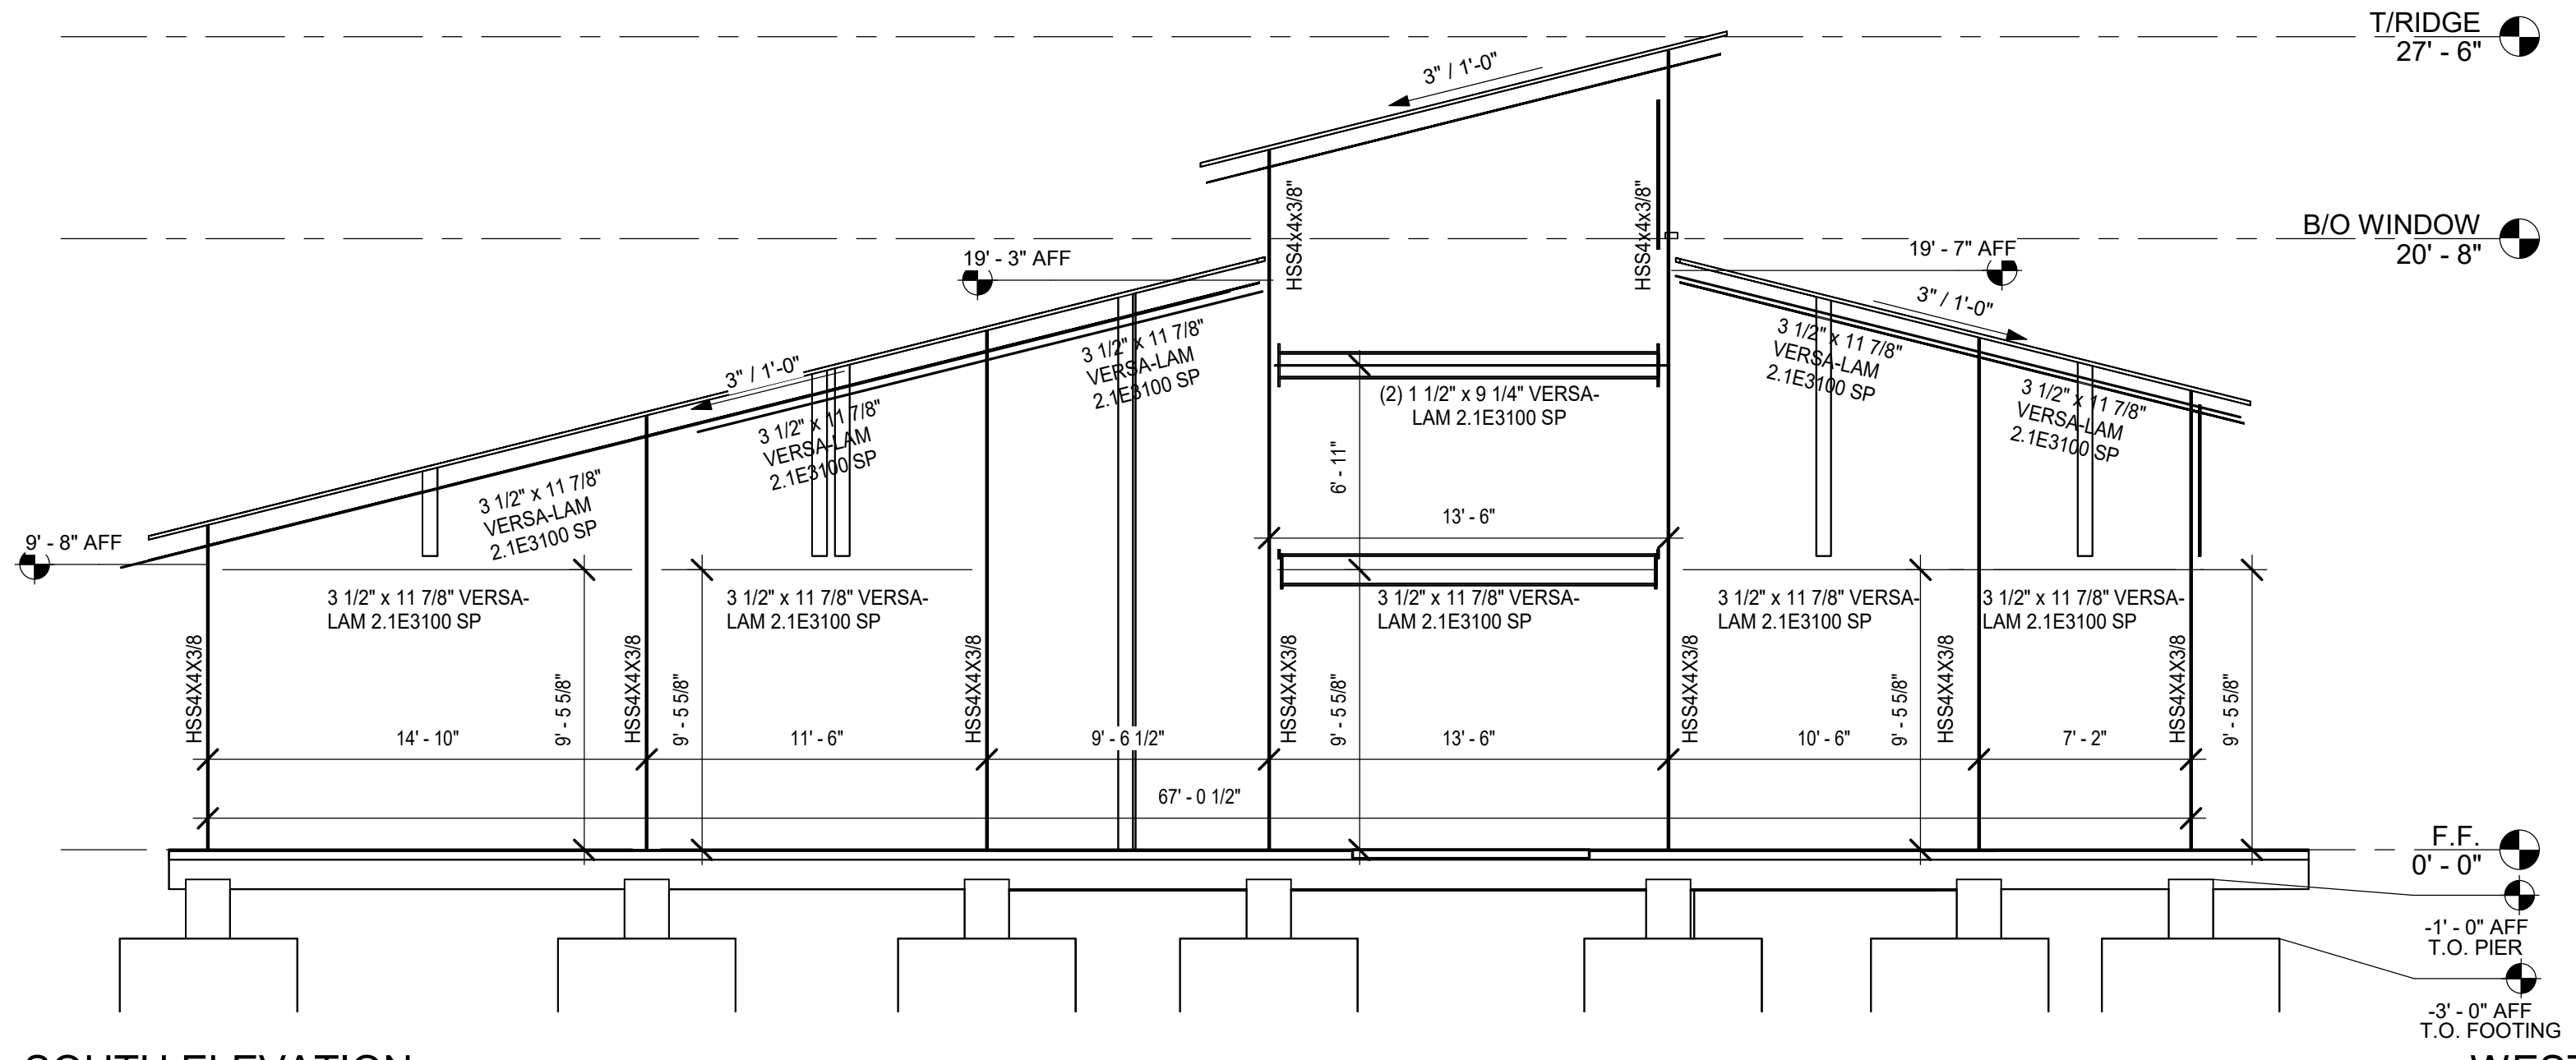 T/RIDGE
27' - 6"
3" / 1'-0"
HSS4x4x3/8"
HSS4x4x3/8"
B/O WINDOW
20' - 8"
19' - 3" AFF
19' - 7" AFF
3" / 1'-0"
3" / 1'-0"
3 1/2" x 11 7/8"
VERSA-LAM
2.1E3100 SP
3 1/2" x 11 7/8"
VERSA-LAM
2.1E3100 SP
3 1/2" x 11 7/8"
VERSA-LAM
2.1E3100 SP
3 1/2" x 11 7/8"
VERSA-LAM
2.1E3100 SP
3 1/2" x 11 7/8"
VERSA-LAM
2.1E3100 SP
(2) 1 1/2" x 9 1/4" VERSA-
LAM 2.1E3100 SP
6' - 11"
13' - 6"
9' - 8" AFF
3 1/2" x 11 7/8" VERSA-
LAM 2.1E3100 SP
3 1/2" x 11 7/8" VERSA-
LAM 2.1E3100 SP
3 1/2" x 11 7/8" VERSA-
LAM 2.1E3100 SP
3 1/2" x 11 7/8" VERSA-
LAM 2.1E3100 SP
3 1/2" x 11 7/8" VERSA-
LAM 2.1E3100 SP
HSS4X4X3/8
9' - 5 5/8"
HSS4X4X3/8
9' - 5 5/8"
HSS4X4X3/8
HSS4X4X3/8
9' - 5 5/8"
HSS4X4X3/8
9' - 5 5/8"
HSS4X4X3/8
HSS4X4X3/8
9' - 5 5/8"
14' - 10"
11' - 6"
9' - 6 1/2"
13' - 6"
10' - 6"
7' - 2"
67' - 0 1/2"
F.F.
0' - 0"
-1' - 0" AFF
T.O. PIER
-3' - 0" AFF
T.O. FOOTING
SOUTH ELEVATION
WEST